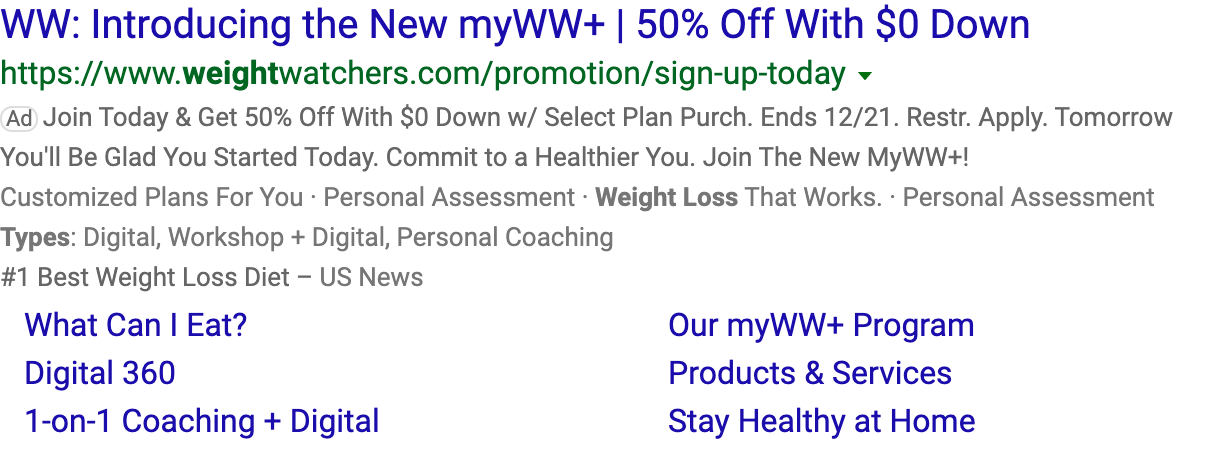 WW: Introducing the New myWW+ | 50% Off With $0 Down
https://www.weightwatchers.com/promotion/sign-up-today
Ad Join Today & Get 50% Off With $0 Down w/ Select Plan Purch. Ends 12/21. Restr. Apply. Tomorrow
You'll Be Glad You Started Today. Commit to a Healthier You. Join The New MyWW+!
Customized Plans For You · Personal Assessment · Weight Loss That Works. · Personal Assessment
Types: Digital, Workshop + Digital, Personal Coaching
#1 Best Weight Loss Diet – US News
What Can I Eat? Our myWW+ Program
Digital 360 Products & Services
1-on-1 Coaching + Digital Stay Healthy at Home